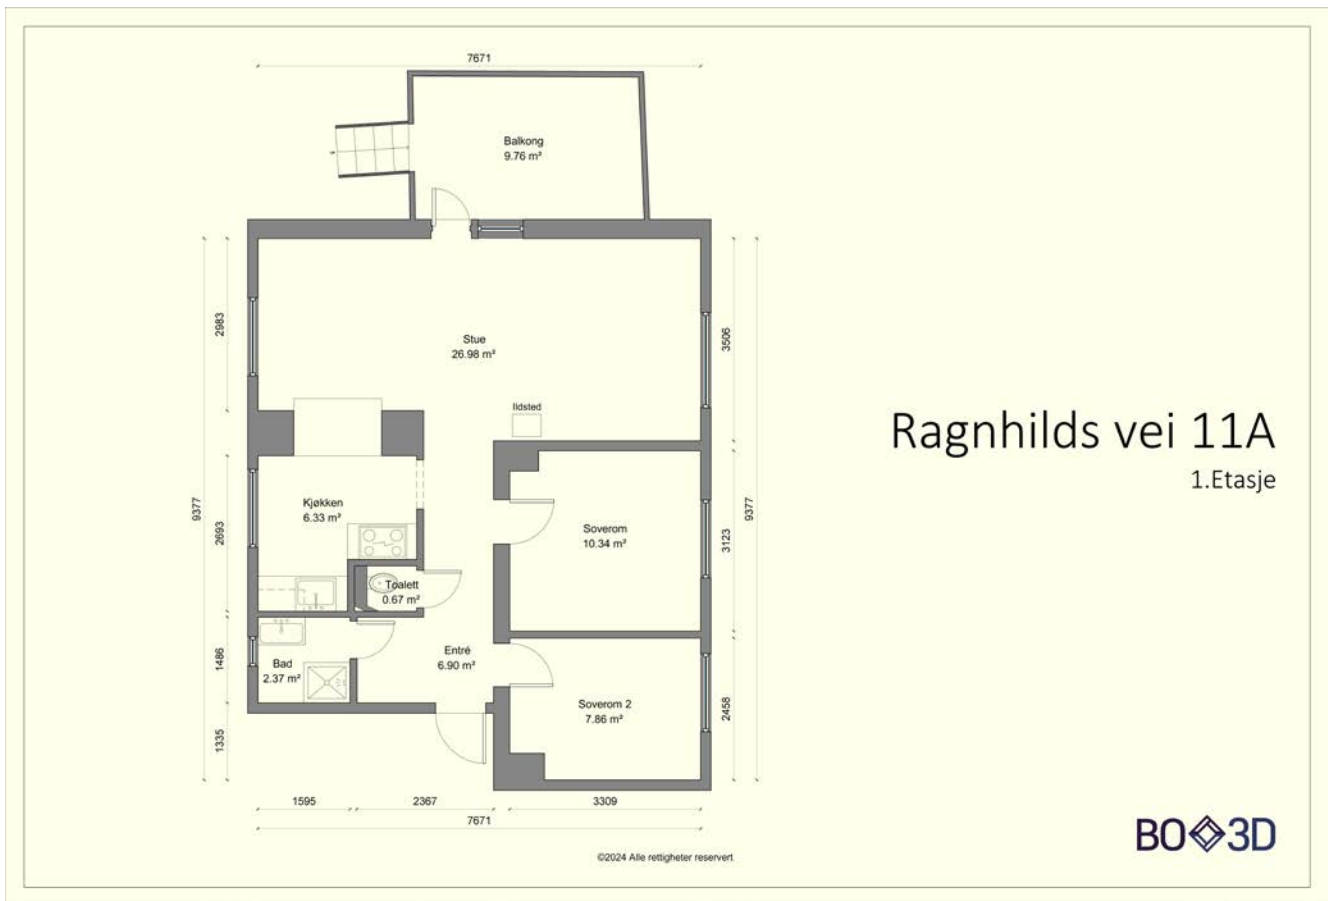 7671
Balkong
9.76 m²
2983
9377
Stue
26.98 m²
3506
Ildsted
9377
Ragnhilds vei 11A
1.Etasje
Kjøkken
6.33 m²
2693
Soverom
10.34 m²
3123
Toalett
0.67 m²
1486
Bad
2.37 m²
Entré
6.90 m²
Soverom 2
7.86 m²
2458
1335
1595
2367
3309
7671
BO 3D
©2024 Alle rettigheter reservert